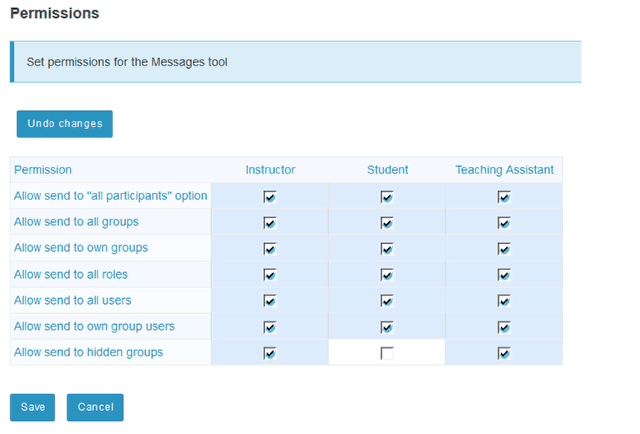 Permissions
Set permissions for the Messages tool
Undo changes
Permission Instructor Student Teaching Assistant
Allow send to "all participants" option
Allow send to all groups
Allow send to own groups
Allow send to all roles
Allow send to all users
Allow send to own group users
Allow send to hidden groups
Save Cancel